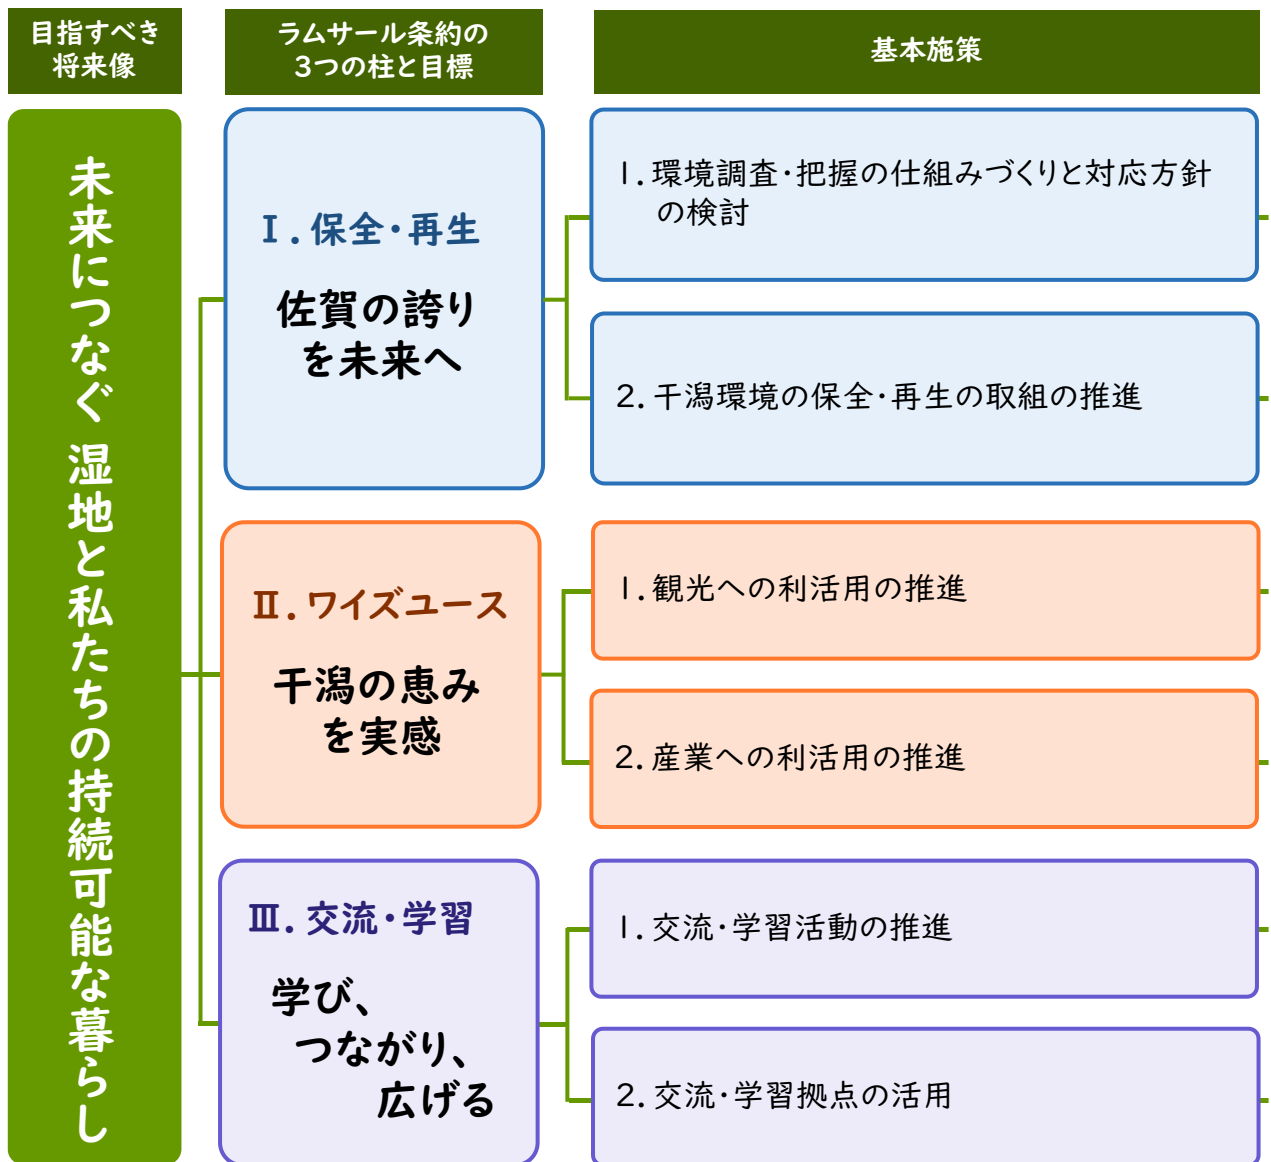 目指すべき
将来像
ラムサール条約の
3つの柱と目標
基本施策
未来につなぐ 湿地と私たちの持続可能な暮らし
Ⅰ．保全・再生
佐賀の誇り
を未来へ
1．環境調査・把握の仕組みづくりと対応方針
の検討
2．干潟環境の保全・再生の取組の推進
Ⅱ．ワイズユース
干潟の恵み
を実感
1．観光への利活用の推進
2．産業への利活用の推進
Ⅲ．交流・学習
学び、
つながり、
広げる
1．交流・学習活動の推進
2．交流・学習拠点の活用